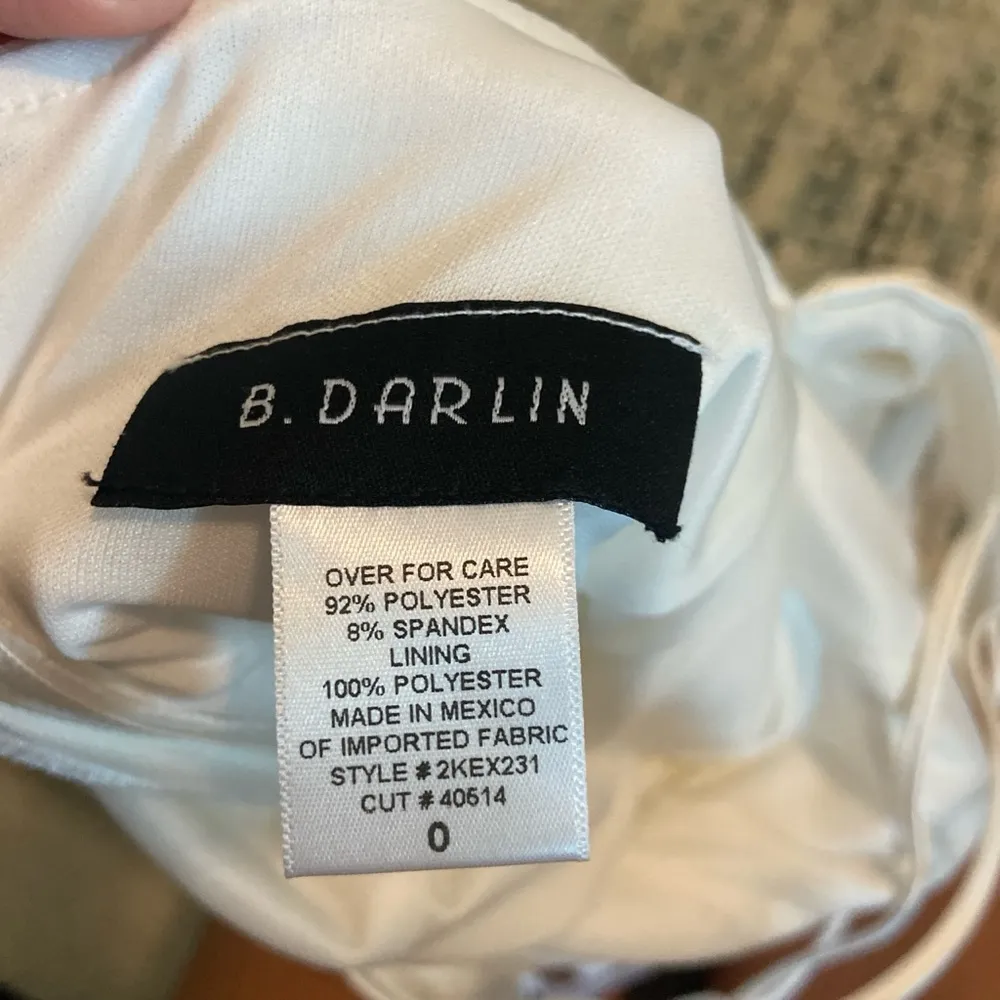 B. DARLIN
OVER FOR CARE
92% POLYESTER
8% SPANDEX
LINING
100% POLYESTER
MADE IN MEXICO
OF IMPORTED FABRIC
STYLE # 2KEX231
CUT # 40514
0